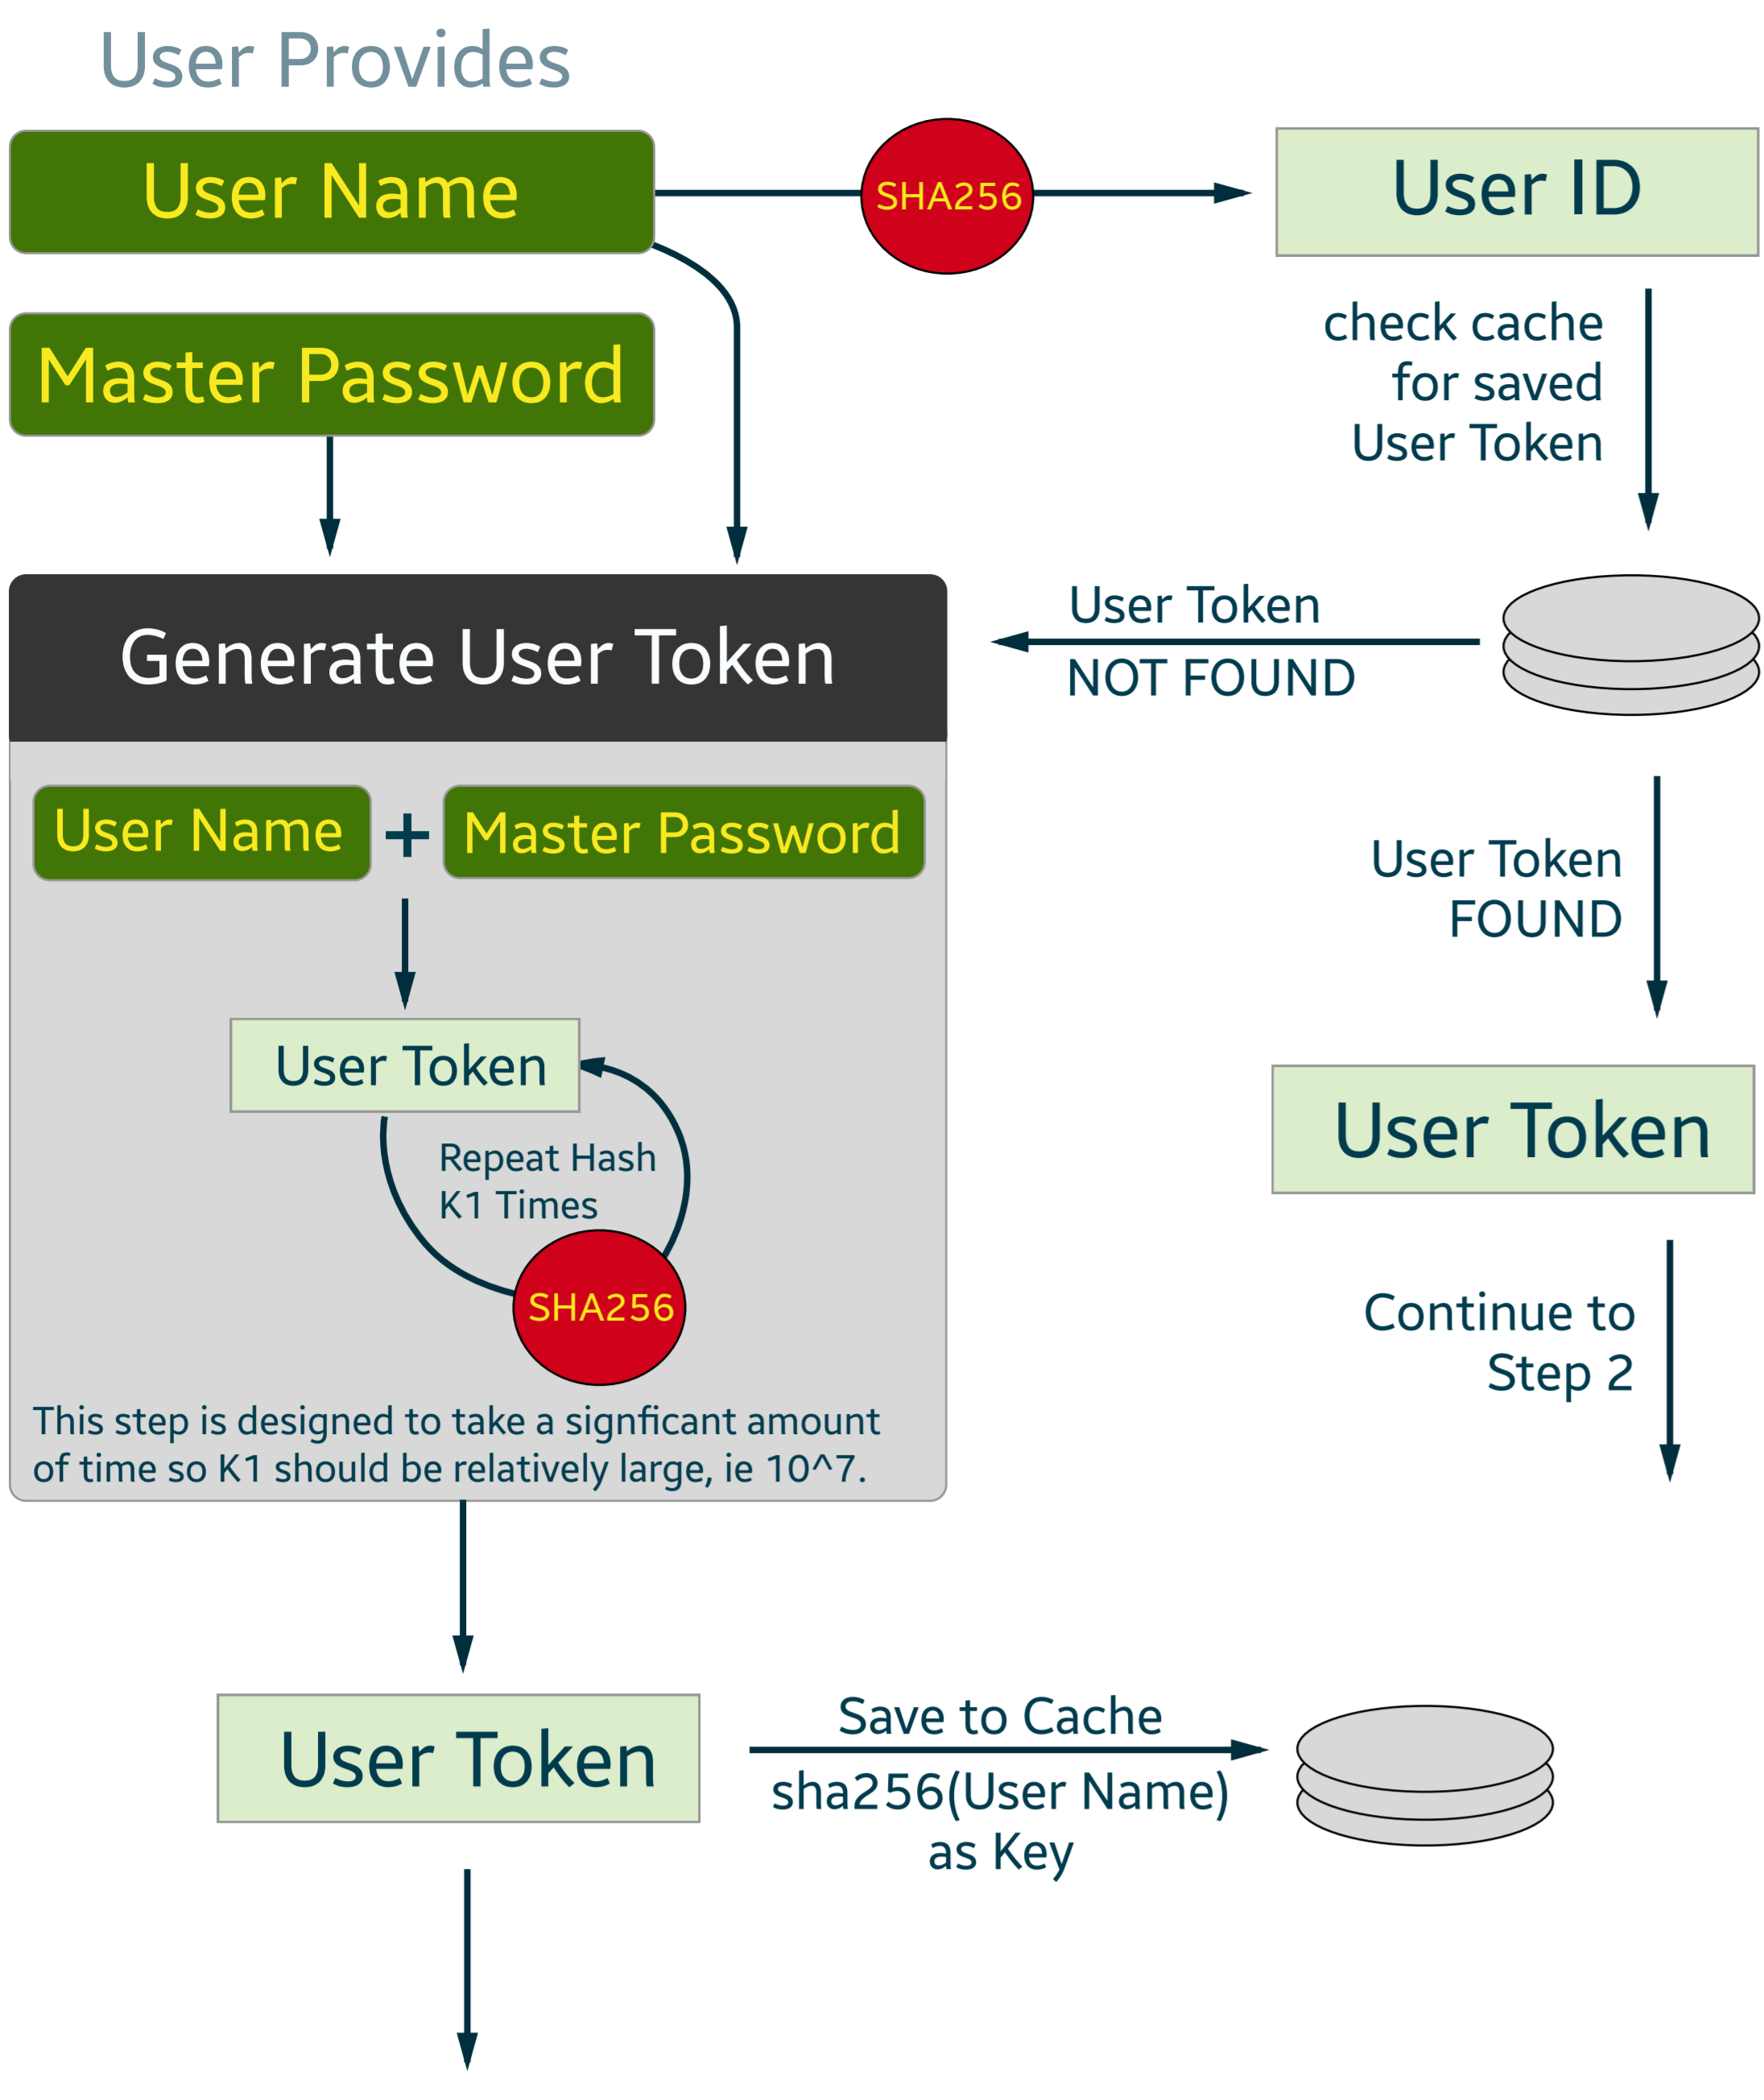 User Provides
User Name
SHA256
User ID
Master Password
check cache
for saved
User Token
Generate User Token
User Token
NOT FOUND
User Name + Master Password
User Token
FOUND
User Token
Repeat Hash
K1 Times
SHA256
User Token
Continue to
Step 2
This step is designed to take a signficant amount
of time so K1 should be relatively large, ie 10^7.
User Token
Save to Cache
sha256(User Name)
as Key